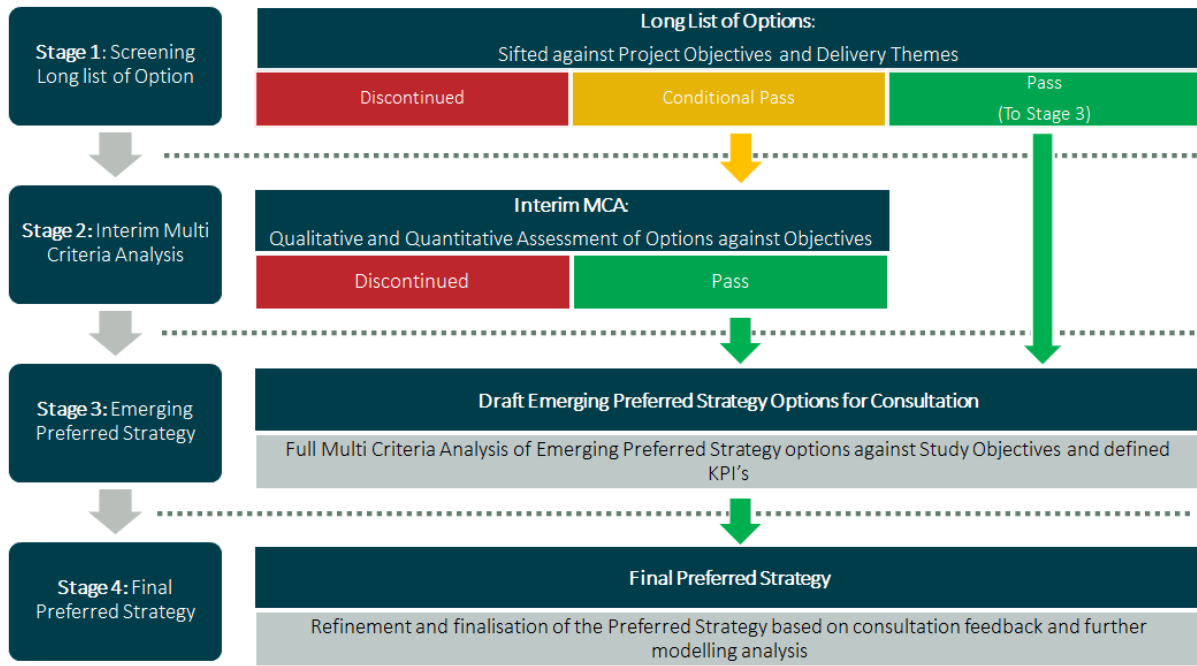 Stage 1: Screening
Long list of Option
Long List of Options:
Sifted against Project Objectives and Delivery Themes
Discontinued
Conditional Pass
Pass
(To Stage 3)
Stage 2: Interim Multi
Criteria Analysis
Interim MCA:
Qualitative and Quantitative Assessment of Options against Objectives
Discontinued
Pass
Stage 3: Emerging
Preferred Strategy
Draft Emerging Preferred Strategy Options for Consultation
Full Multi Criteria Analysis of Emerging Preferred Strategy options against Study Objectives and defined
KPI's
Stage 4: Final
Preferred Strategy
Final Preferred Strategy
Refinement and finalisation of the Preferred Strategy based on consultation feedback and further
modelling analysis